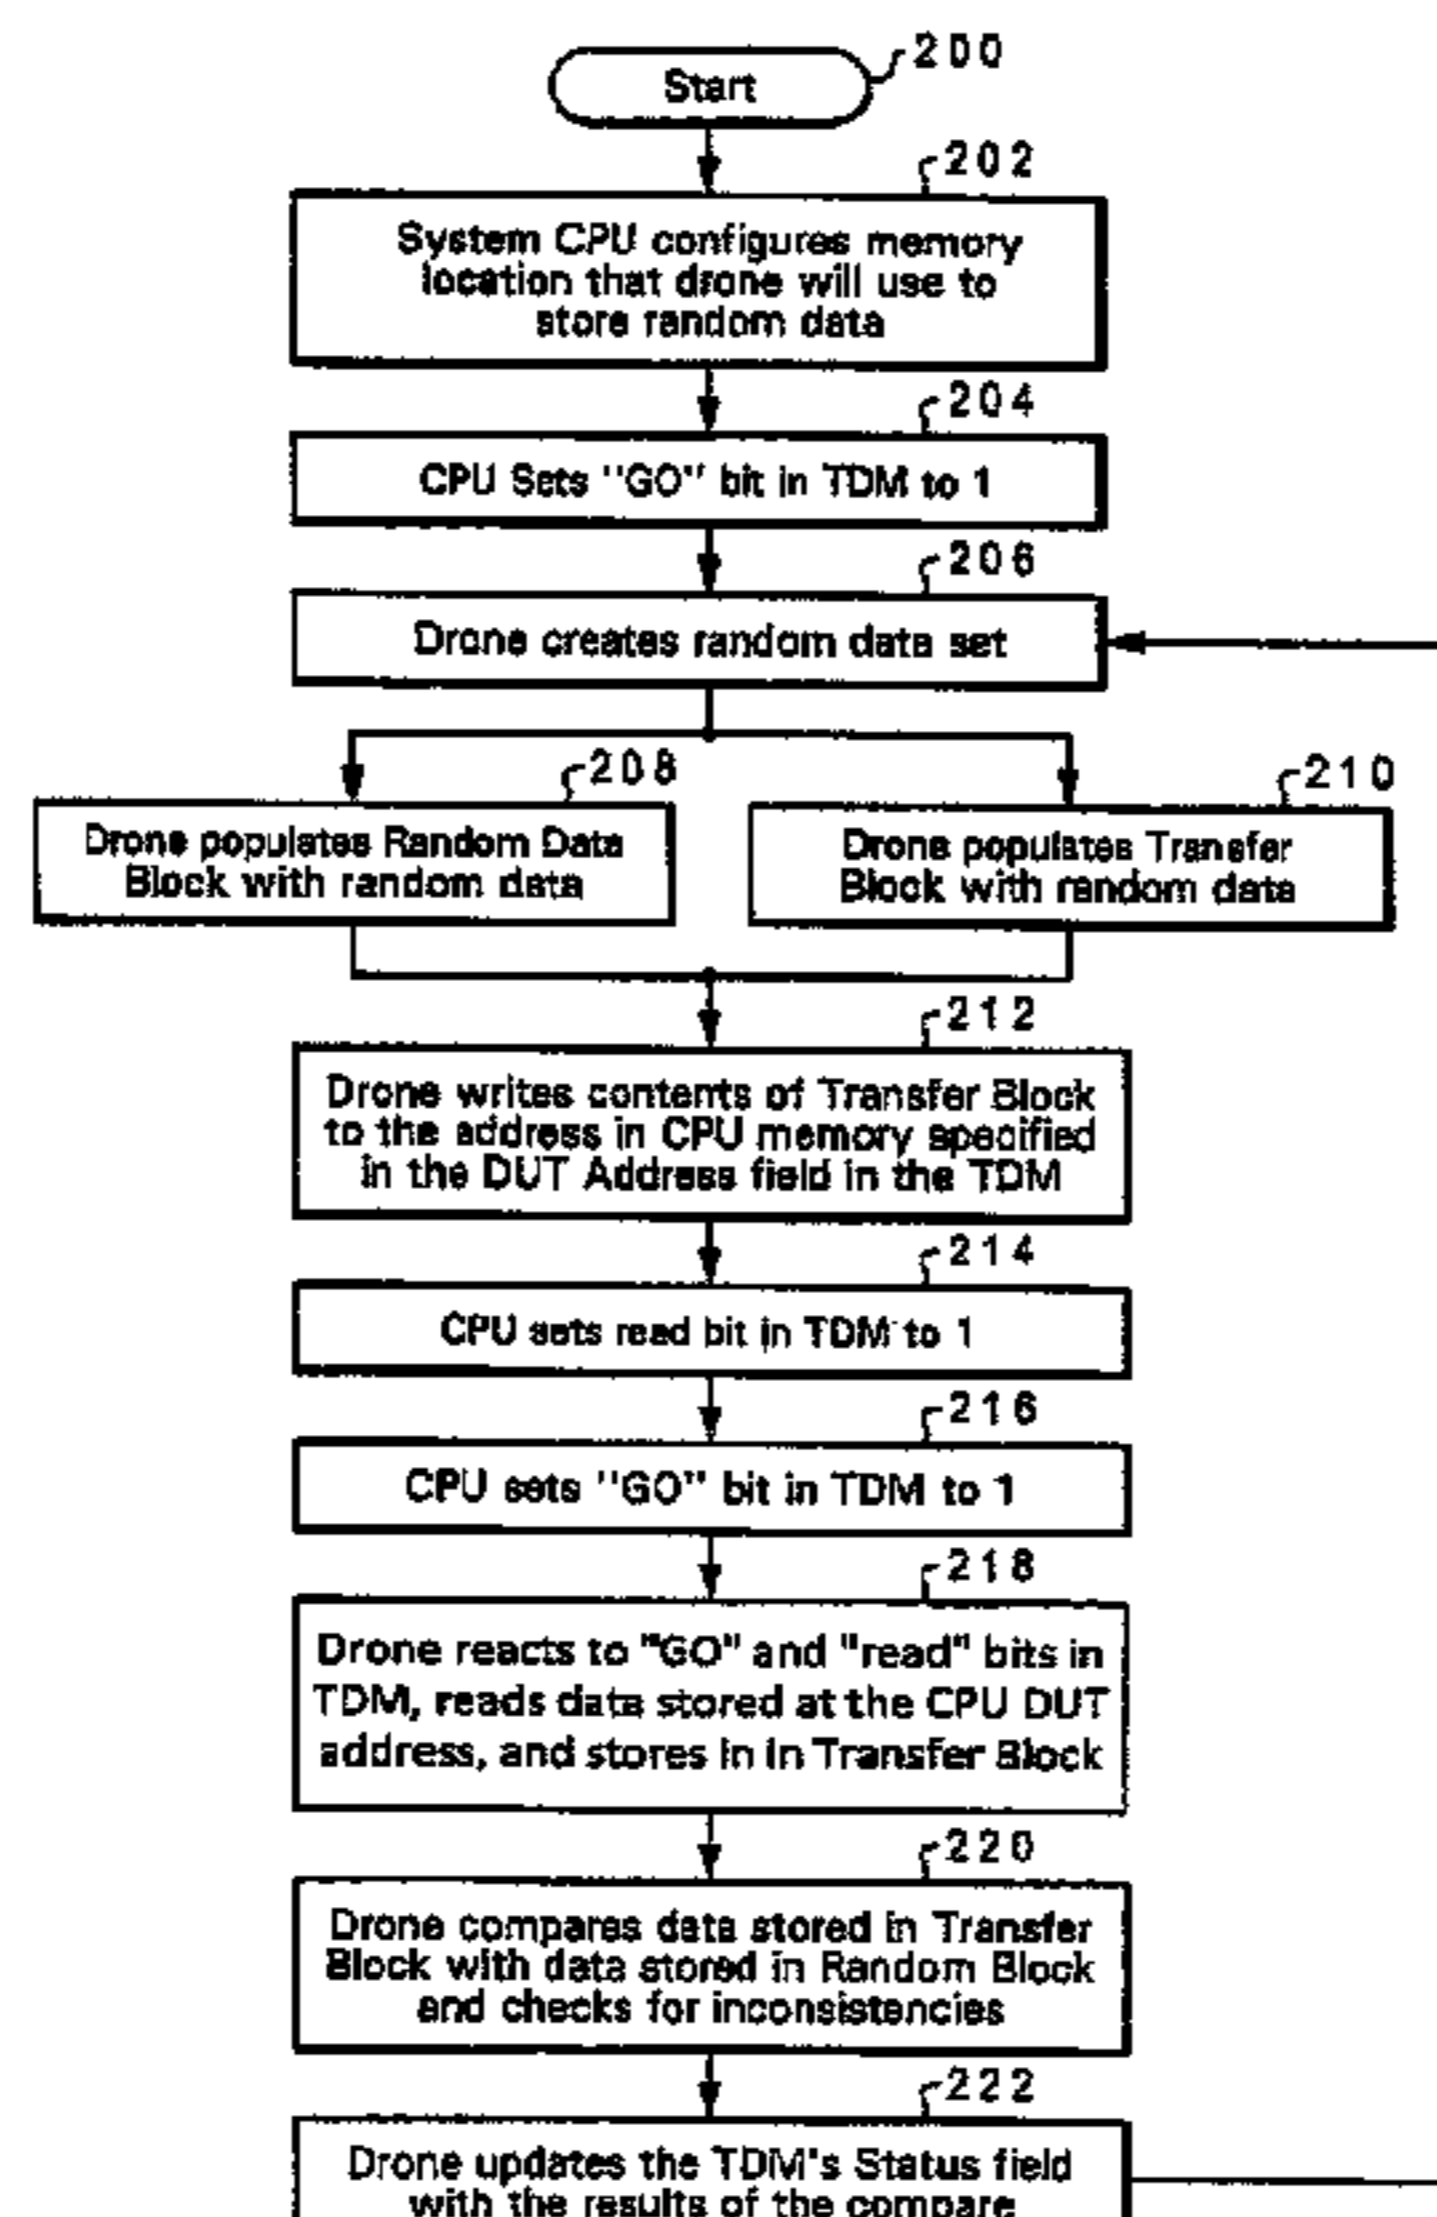 200
Start
202
System CPU configures memory
location that drone will use to
store random data
204
CPU Sets "GO" bit in TDM to 1
206
Drone creates random data set
208
Drone populates Random Data
Block with random data
210
Drone populates Transfer
Block with random data
212
Drone writes contents of Transfer Block
to the address in CPU memory specified
in the DUT Address field in the TDM
214
CPU sets read bit in TDM to 1
216
CPU sets "GO" bit in TDM to 1
218
Drone reacts to "GO" and "read" bits in
TDM, reads data stored at the CPU DUT
address, and stores in in Transfer Block
220
Drone compares data stored in Transfer
Block with data stored in Random Block
and checks for inconsistencies
222
Drone updates the TDM's Status field
with the results of the compare